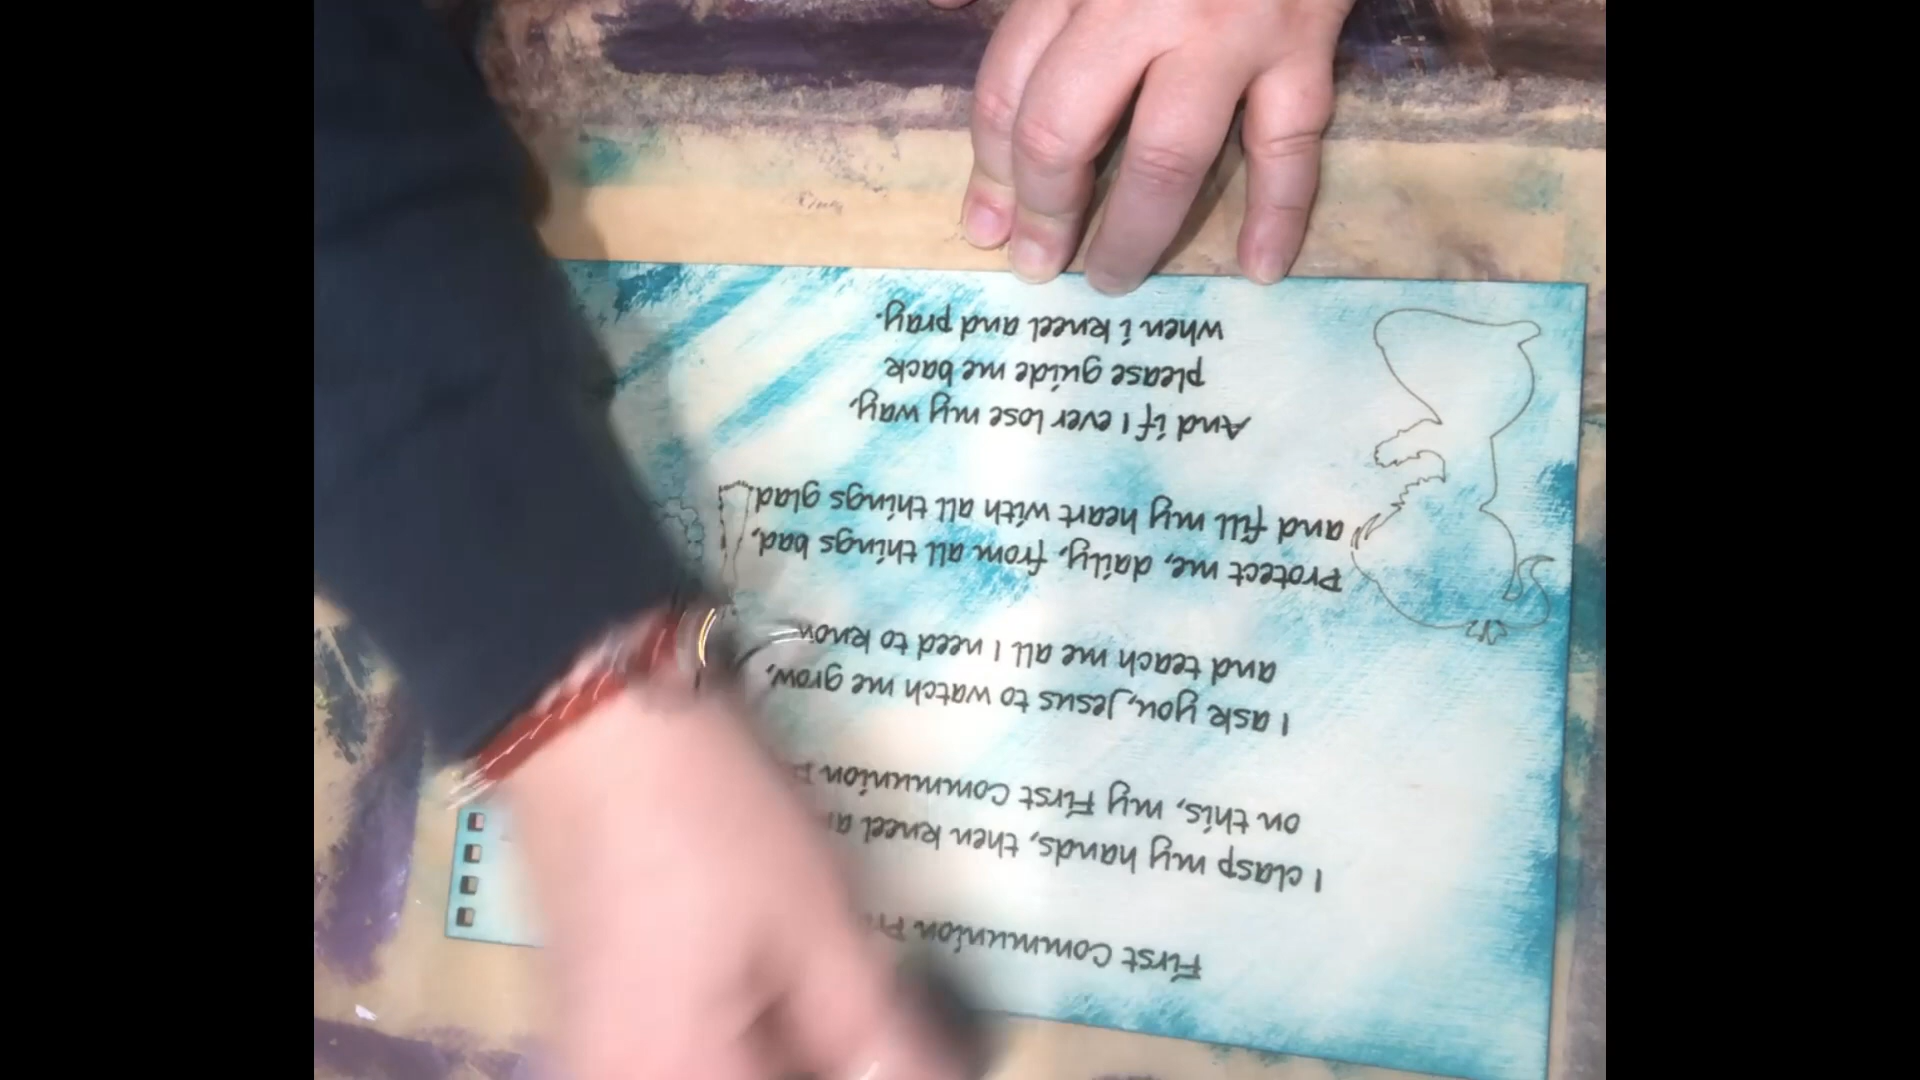 First Communion
I clasp my hands, then kneel
on this, my First Communion
I ask you, Jesus to watch me grow,
and teach me all I need to know
Protect me, daily, from all things bad,
and fill my heart with all things glad
And if I ever lose my way,
please guide me back
when i kneel and pray.